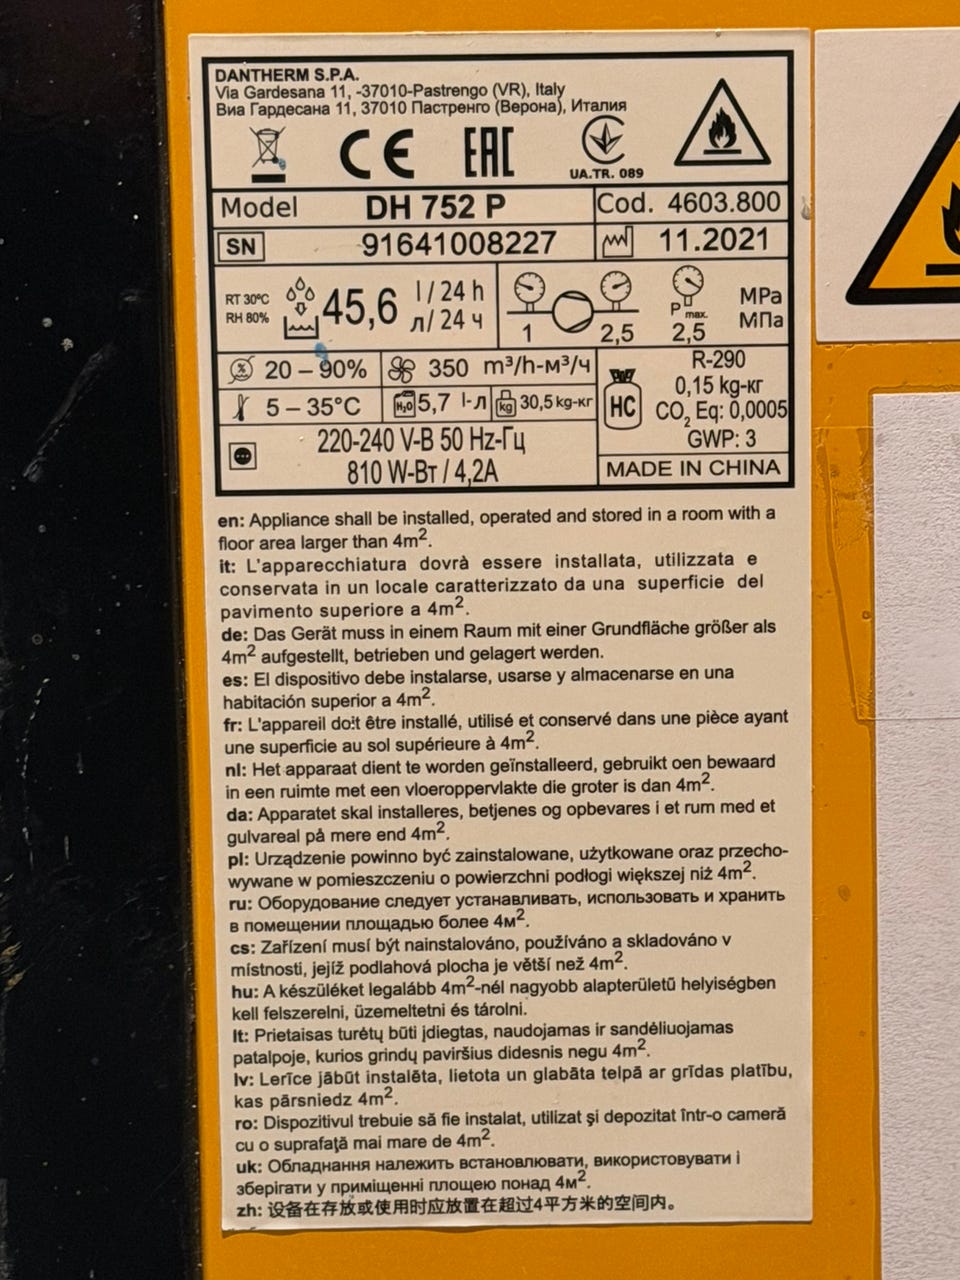 DANTHERM S.P.A.
Via Gardesana 11, -37010-Pastrengo (VR), Italy
Виа Гардесана 11, 37010 Пастренго (Верона), Италия
CE EAC
UA.TR. 089
Model DH 752 P Cod. 4603.800
SN 91641008227 11.2021
RT 30°C
RH 80%
45,6 l / 24 h
л/ 24 ч
1 2,5 P max. 2,5
MPa
МПа
20 – 90% 350 m³/h-м³/ч
5 – 35°C H₂O 5,7 l-л kg 30,5 kg-кг
220-240 V-В 50 Hz-Гц
810 W-Вт / 4,2A
HC
R-290
0,15 kg-кг
CO₂ Eq: 0,0005
GWP: 3
MADE IN CHINA
en: Appliance shall be installed, operated and stored in a room with a
floor area larger than 4m².
it: L'apparecchiatura dovrà essere installata, utilizzata e
conservata in un locale caratterizzato da una superficie del
pavimento superiore a 4m².
de: Das Gerät muss in einem Raum mit einer Grundfläche größer als
4m² aufgestellt, betrieben und gelagert werden.
es: El dispositivo debe instalarse, usarse y almacenarse en una
habitación superior a 4m².
fr: L'appareil doit être installé, utilisé et conservé dans une pièce ayant
une superficie au sol supérieure à 4m².
nl: Het apparaat dient te worden geïnstalleerd, gebruikt oen bewaard
in een ruimte met een vloeroppervlakte die groter is dan 4m².
da: Apparatet skal installeres, betjenes og opbevares i et rum med et
gulvareal på mere end 4m².
pl: Urządzenie powinno być zainstalowane, użytkowane oraz przecho-
wywane w pomieszczeniu o powierzchni podłogi większej niż 4m².
ru: Оборудование следует устанавливать, использовать и хранить
в помещении площадью более 4м².
cs: Zařízení musí být nainstalováno, používáno a skladováno v
místnosti, jejíž podlahová plocha je větší než 4m².
hu: A készüléket legalább 4m²-nél nagyobb alapterületű helyiségben
kell felszerelni, üzemeltetni és tárolni.
lt: Prietaisas turėtų būti įdiegtas, naudojamas ir sandėliuojamas
patalpoje, kurios grindų paviršius didesnis negu 4m².
lv: Lerīce jābūt instalēta, lietota un glabāta telpā ar grīdas platību,
kas pārsniedz 4m².
ro: Dispozitivul trebuie să fie instalat, utilizat şi depozitat într-o cameră
cu o suprafaţă mai mare de 4m².
uk: Обладнання належить встановлювати, використовувати і
зберігати у приміщенні площею понад 4м².
zh: 设备在存放或使用时应放置在超过4平方米的空间内。